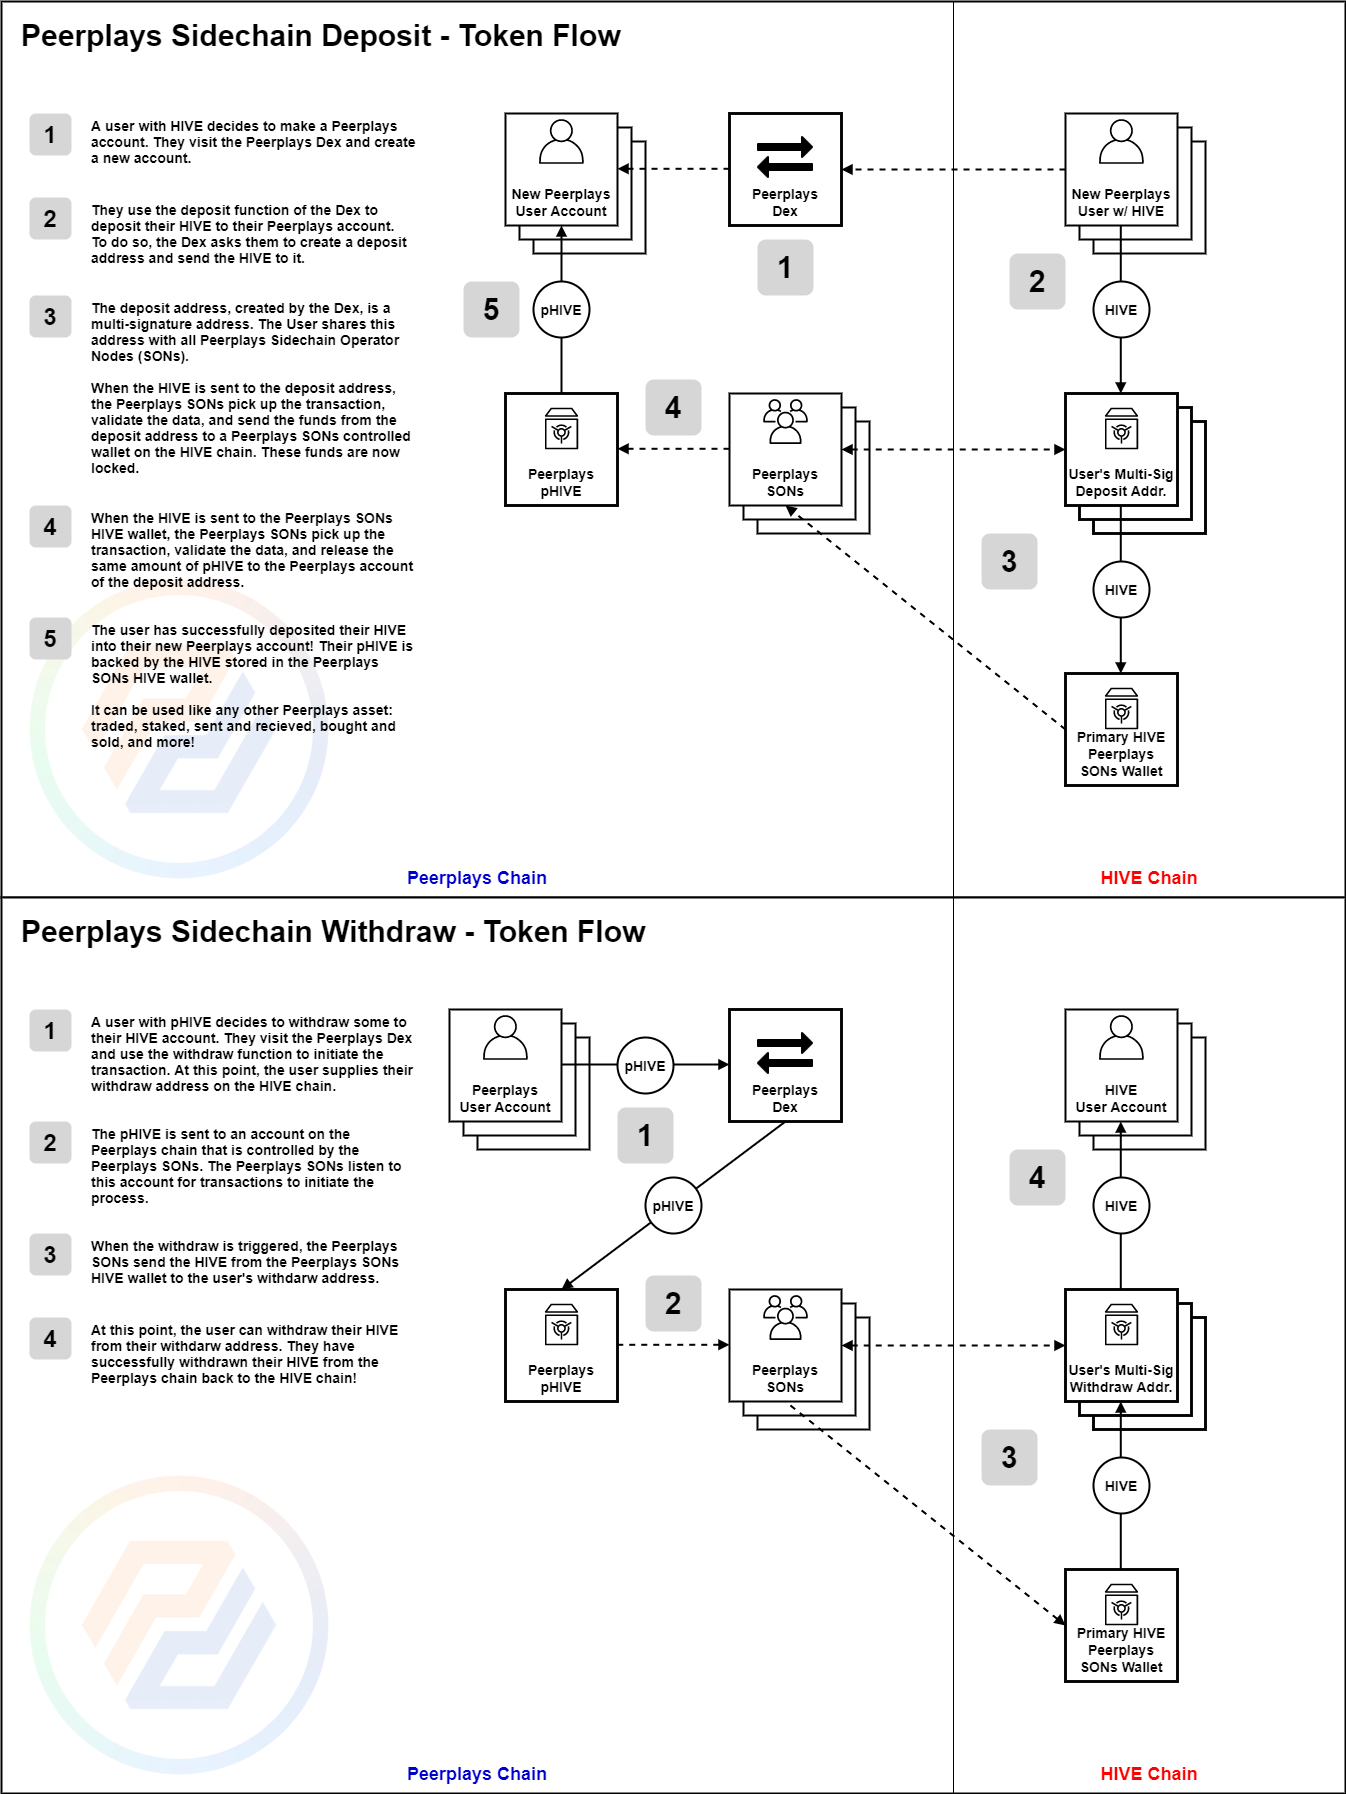 Peerplays Sidechain Deposit - Token Flow
1
A user with HIVE decides to make a Peerplays
account. They visit the Peerplays Dex and create
a new account.
2
They use the deposit function of the Dex to
deposit their HIVE to their Peerplays account.
To do so, the Dex asks them to create a deposit
address and send the HIVE to it.
3
The deposit address, created by the Dex, is a
multi-signature address. The User shares this
address with all Peerplays Sidechain Operator
Nodes (SONs).
When the HIVE is sent to the deposit address,
the Peerplays SONs pick up the transaction,
validate the data, and send the funds from the
deposit address to a Peerplays SONs controlled
wallet on the HIVE chain. These funds are now
locked.
4
When the HIVE is sent to the Peerplays SONs
HIVE wallet, the Peerplays SONs pick up the
transaction, validate the data, and release the
same amount of pHIVE to the Peerplays account
of the deposit address.
5
The user has successfully deposited their HIVE
into their new Peerplays account! Their pHIVE is
backed by the HIVE stored in the Peerplays
SONs HIVE wallet.
It can be used like any other Peerplays asset:
traded, staked, sent and recieved, bought and
sold, and more!
New Peerplays
User Account
Peerplays
Dex
New Peerplays
User w/ HIVE
1
2
5
pHIVE
HIVE
4
Peerplays
pHIVE
Peerplays
SONs
User's Multi-Sig
Deposit Addr.
3
HIVE
Primary HIVE
Peerplays
SONs Wallet
Peerplays Chain
HIVE Chain
Peerplays Sidechain Withdraw - Token Flow
1
A user with pHIVE decides to withdraw some to
their HIVE account. They visit the Peerplays Dex
and use the withdraw function to initiate the
transaction. At this point, the user supplies their
withdraw address on the HIVE chain.
2
The pHIVE is sent to an account on the
Peerplays chain that is controlled by the
Peerplays SONs. The Peerplays SONs listen to
this account for transactions to initiate the
process.
3
When the withdraw is triggered, the Peerplays
SONs send the HIVE from the Peerplays SONs
HIVE wallet to the user's withdarw address.
4
At this point, the user can withdraw their HIVE
from their withdarw address. They have
successfully withdrawn their HIVE from the
Peerplays chain back to the HIVE chain!
Peerplays
User Account
pHIVE
Peerplays
Dex
HIVE
User Account
1
4
pHIVE
HIVE
2
Peerplays
pHIVE
Peerplays
SONs
User's Multi-Sig
Withdraw Addr.
3
HIVE
Primary HIVE
Peerplays
SONs Wallet
Peerplays Chain
HIVE Chain